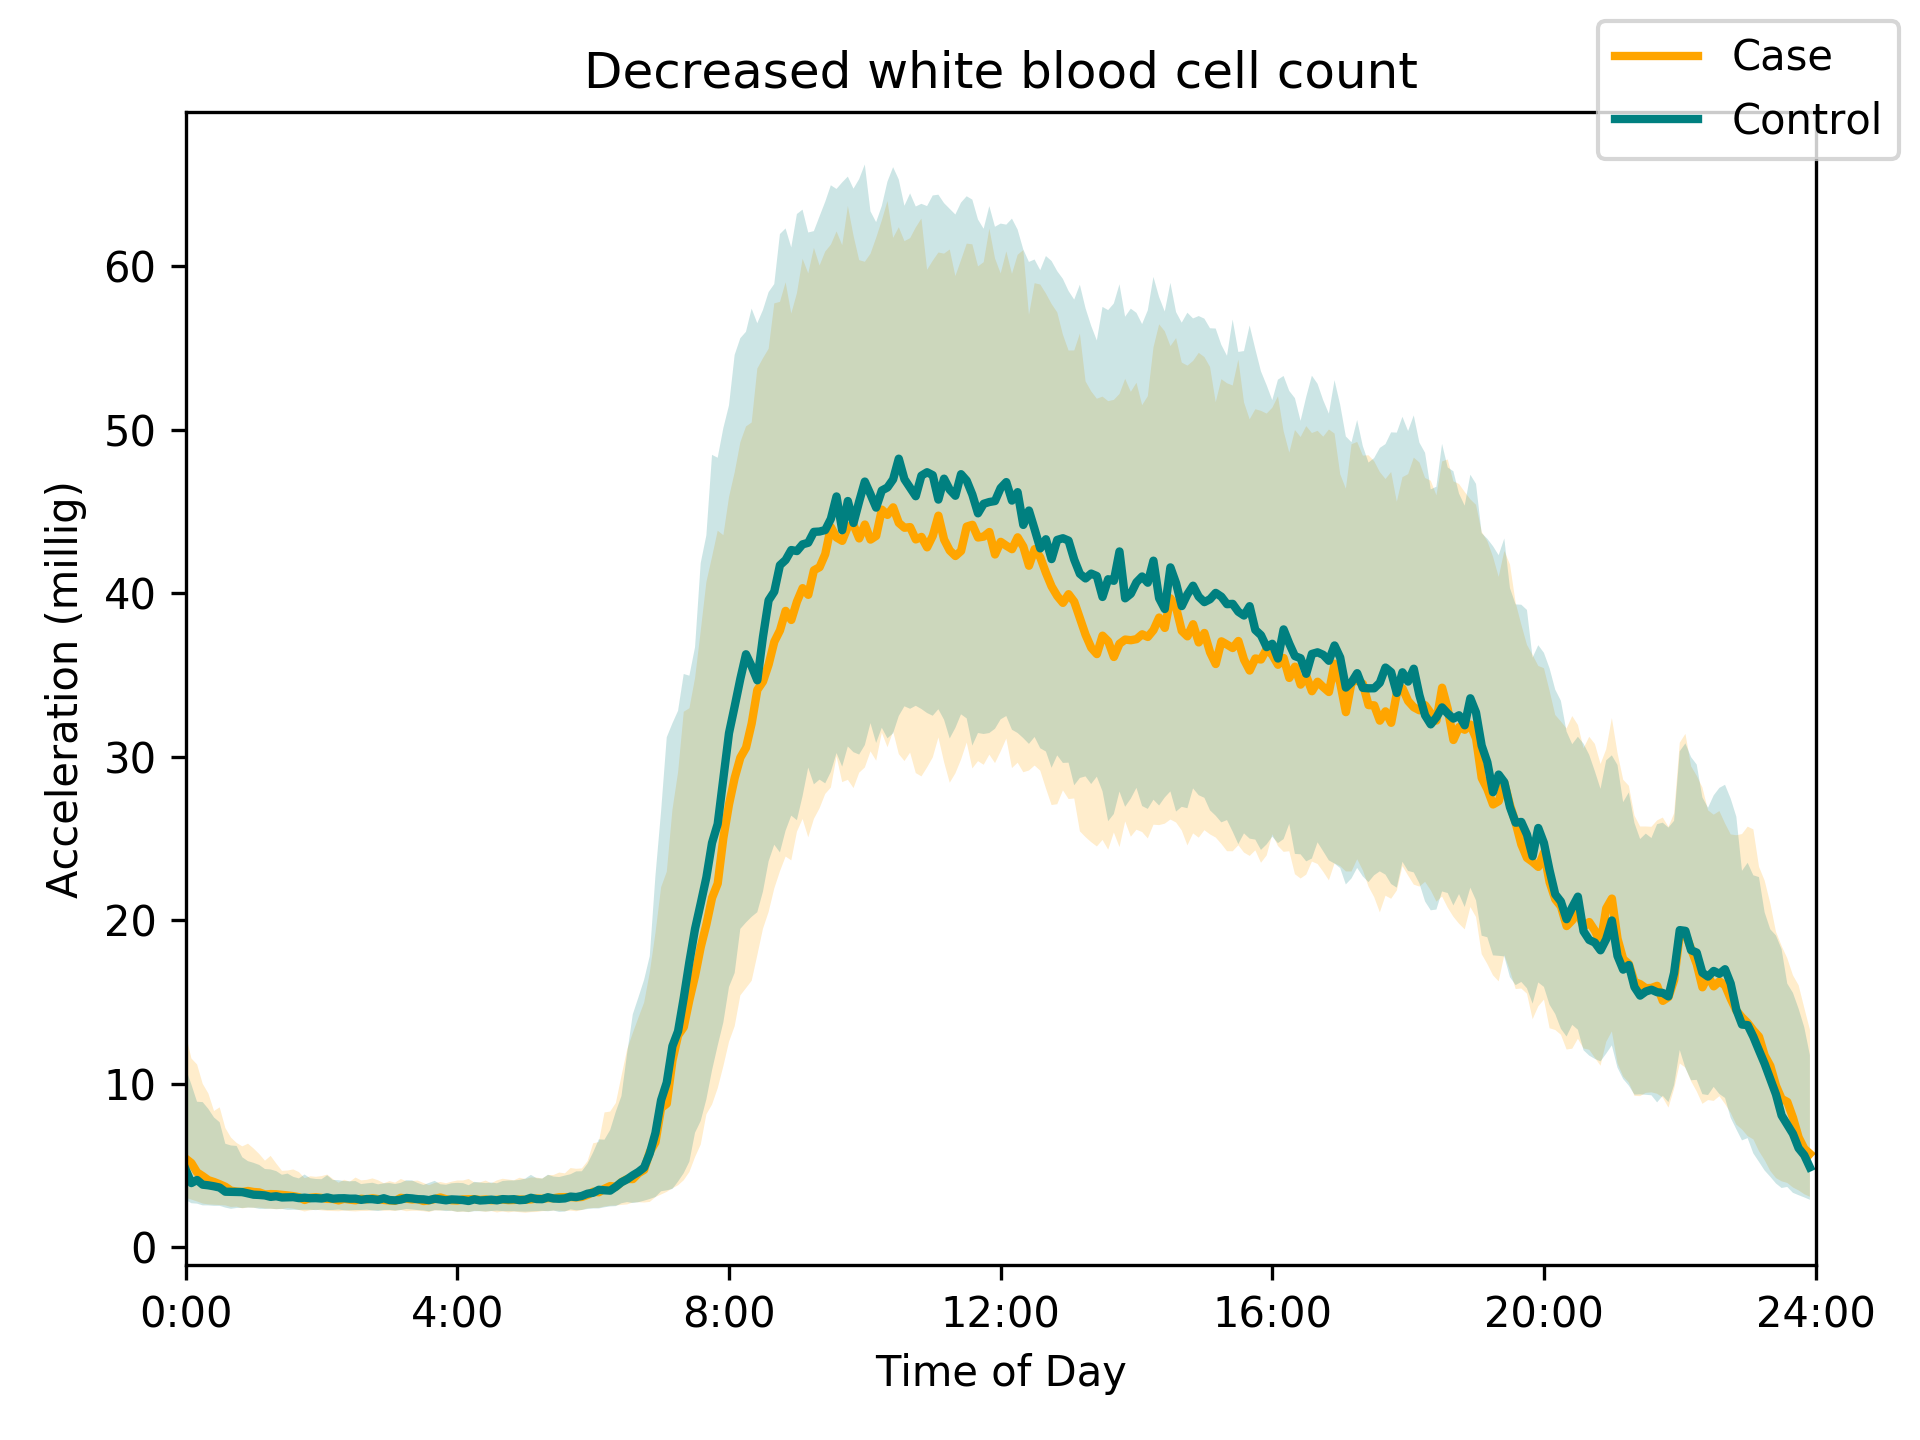 Decreased white blood cell count
Case
Control
60
50
40
30
20
10
0
Acceleration (millig)
0:00 4:00 8:00 12:00 16:00 20:00 24:00
Time of Day